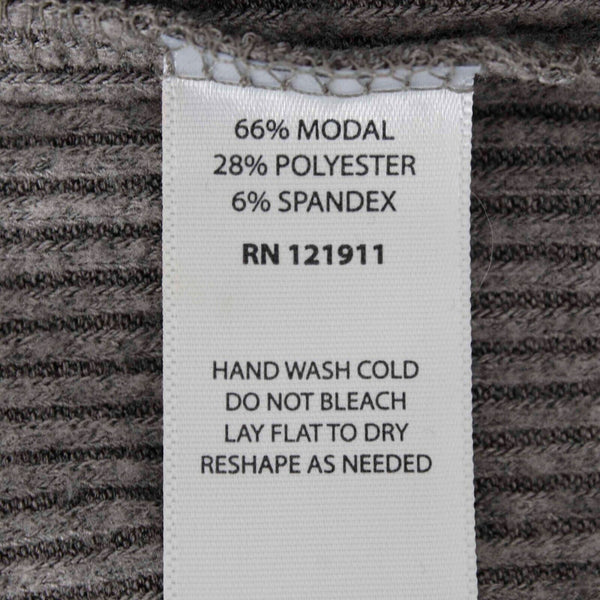 66% MODAL
28% POLYESTER
6% SPANDEX
RN 121911
HAND WASH COLD
DO NOT BLEACH
LAY FLAT TO DRY
RESHAPE AS NEEDED